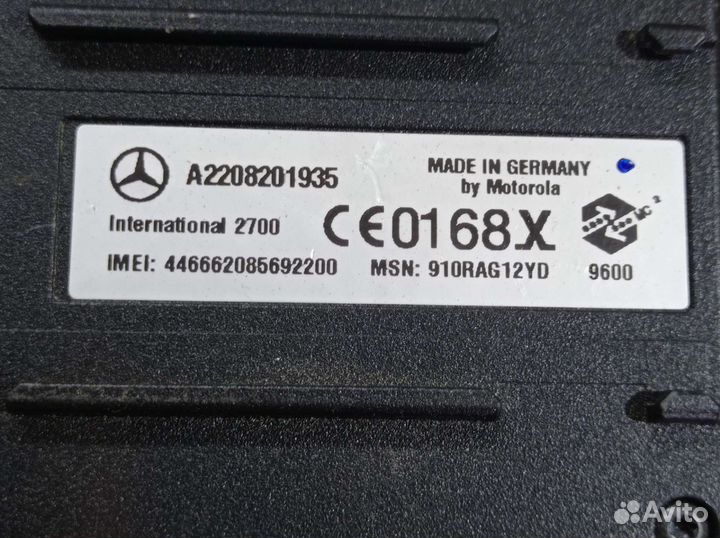 A2208201935
MADE IN GERMANY
by Motorola
International 2700
CE0168X
IMEI: 446662085692200
MSN: 910RAG12YD
9600
Avito